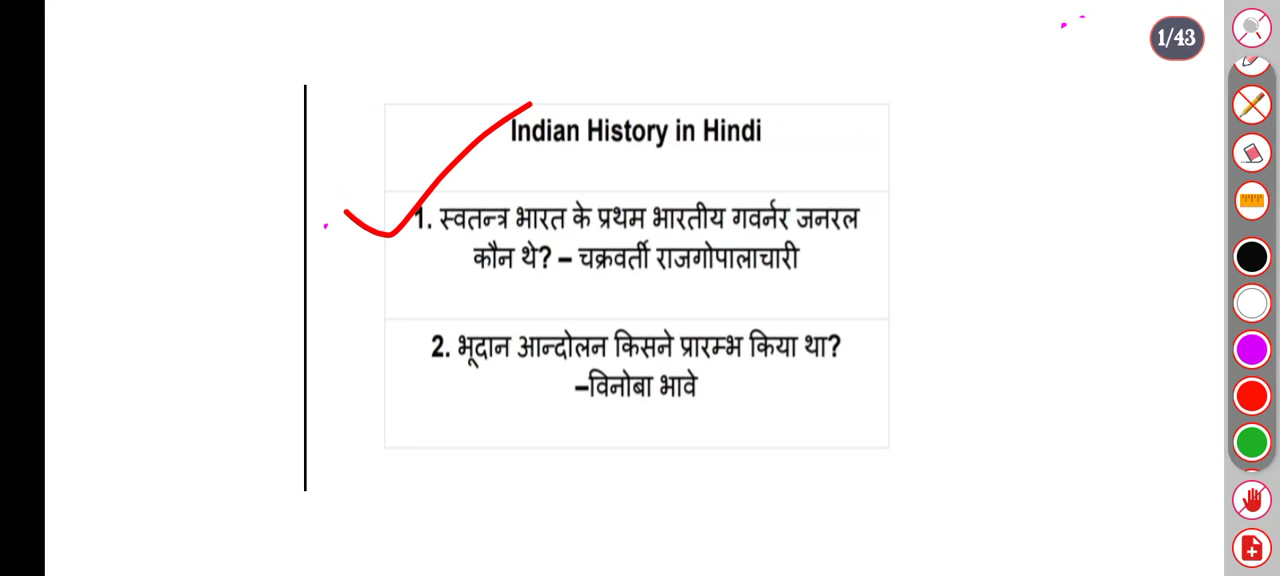 1/43
Indian History in Hindi
1. स्वतन्त्र भारत के प्रथम भारतीय गवर्नर जनरल
कौन थे? – चक्रवर्ती राजगोपालाचारी
2. भूदान आन्दोलन किसने प्रारम्भ किया था?
–विनोबा भावे